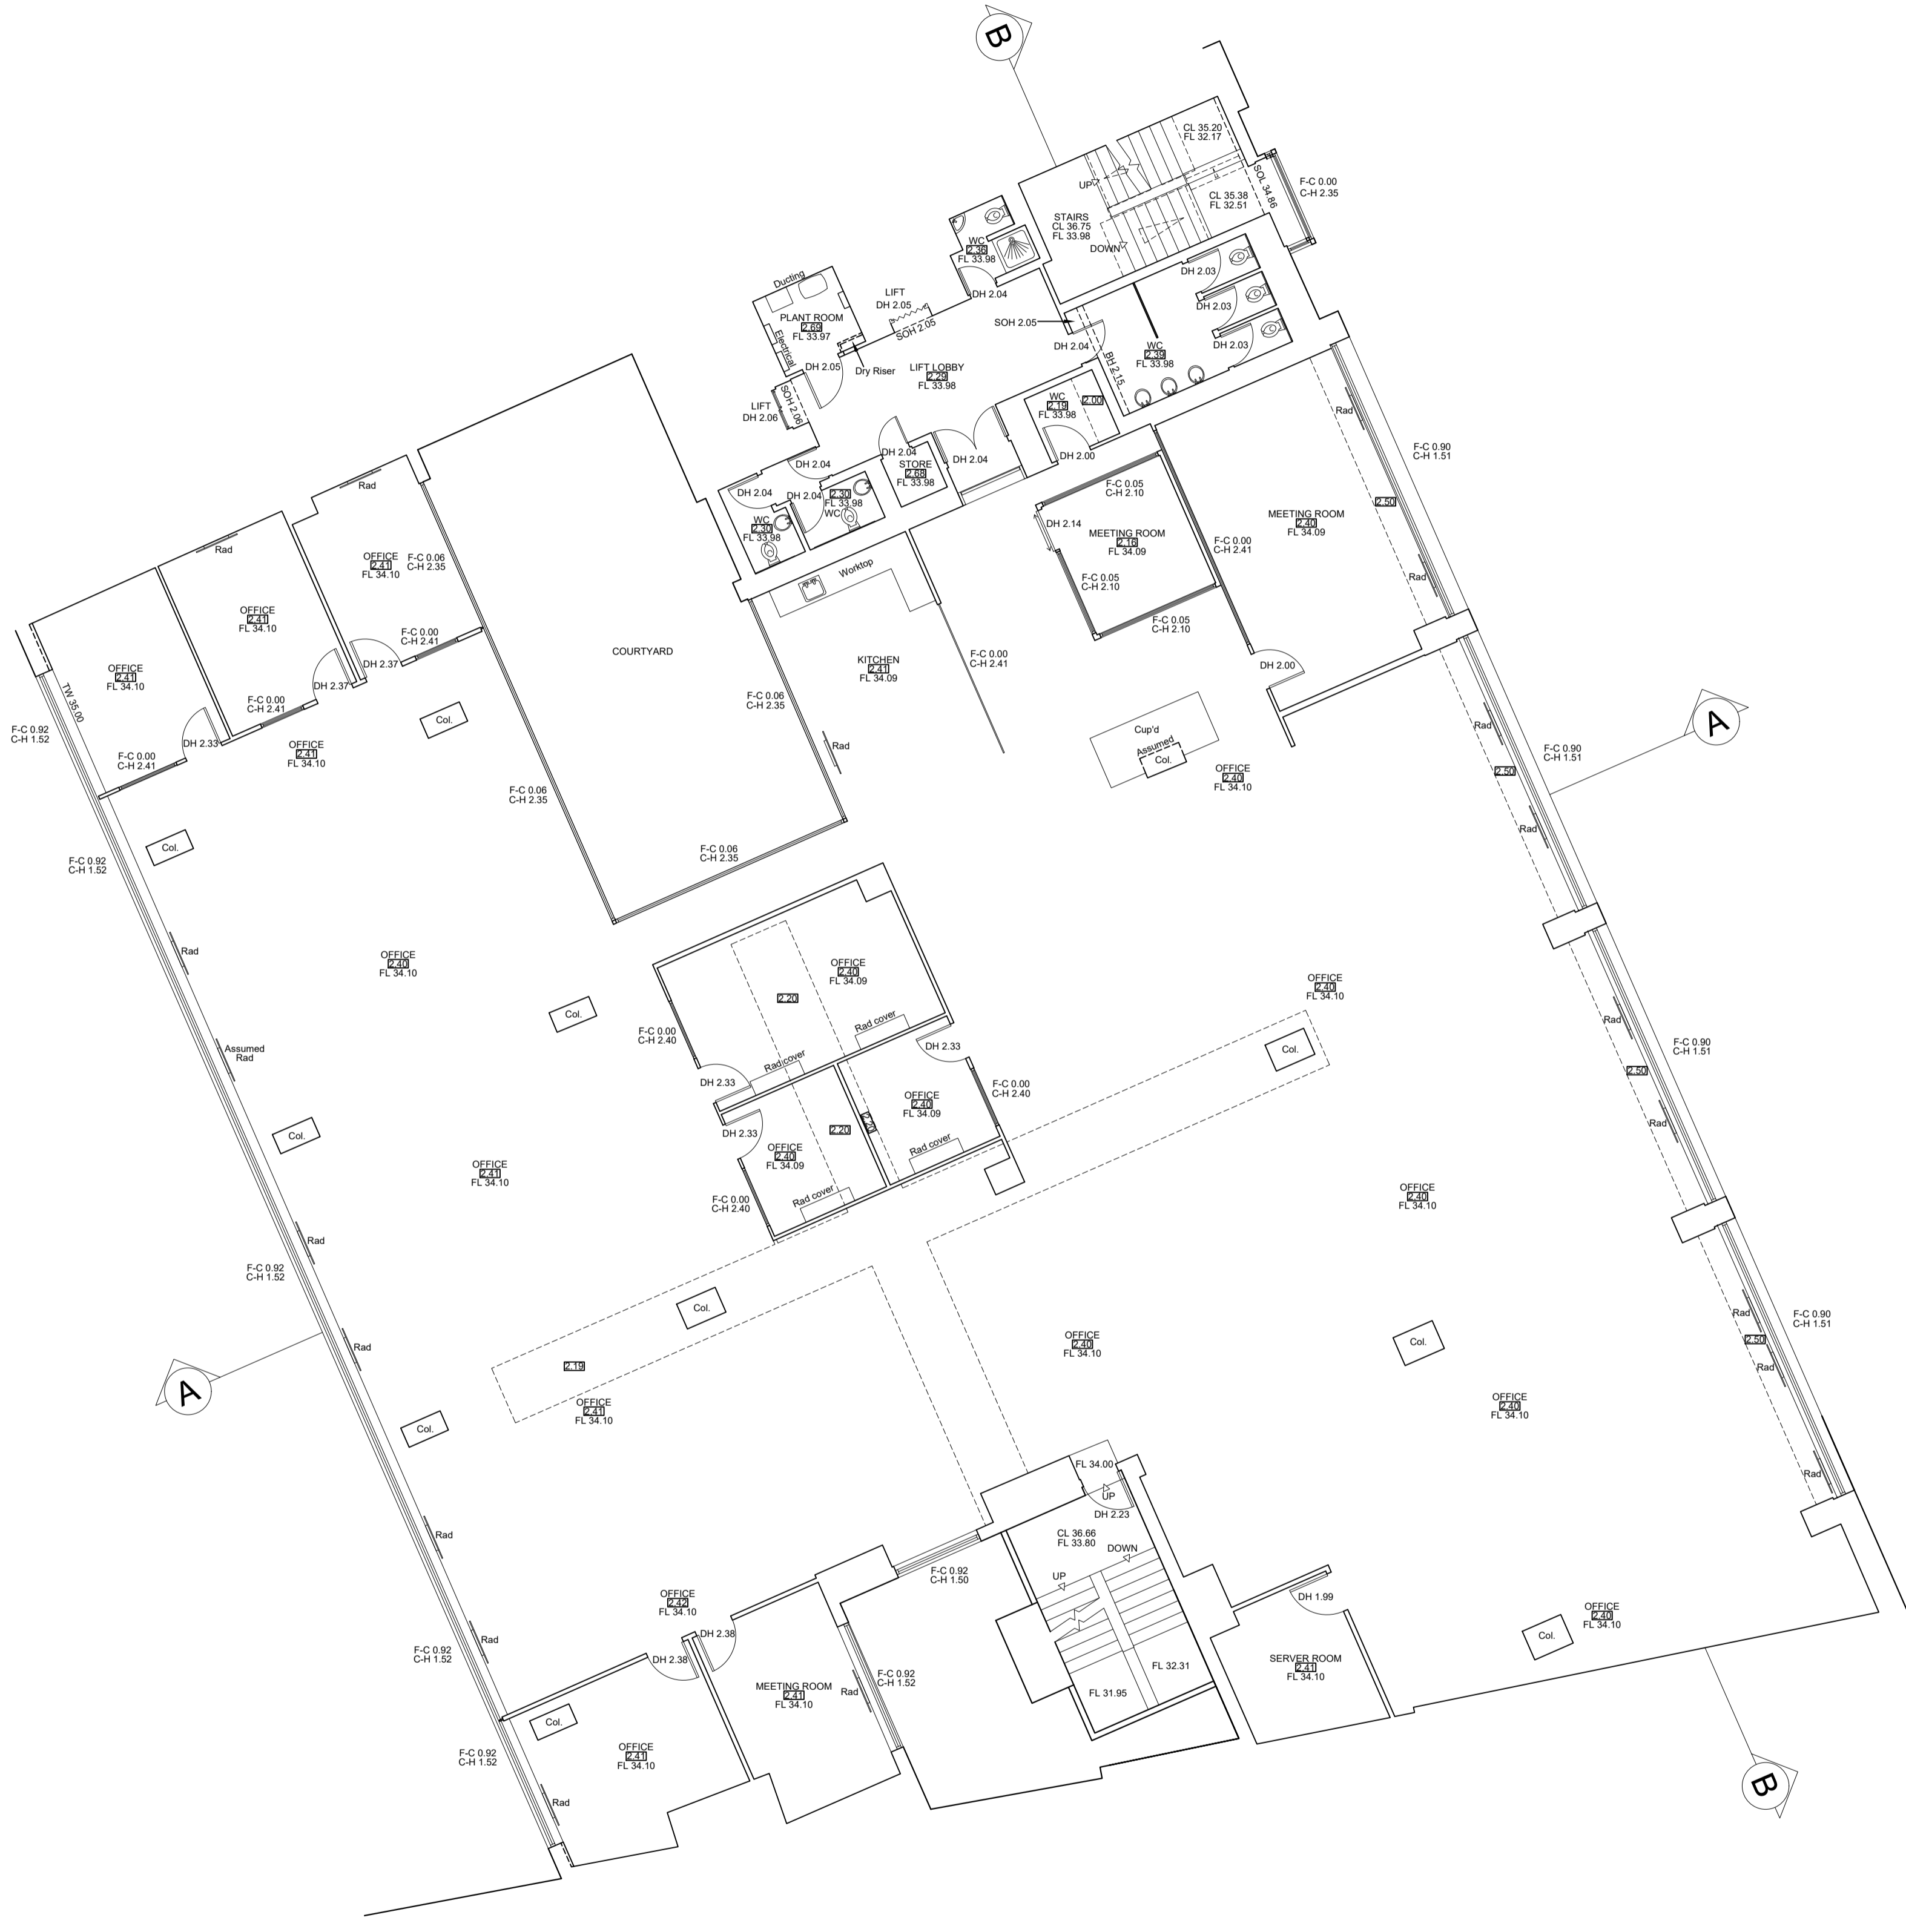 B
CL 35.20
FL 32.17
UP
CL 35.38
FL 32.51
SOL 34.86
F-C 0.00
C-H 2.35
STAIRS
CL 36.75
FL 33.98
DOWN
WC
2.36
FL 33.98
DH 2.04
Ducting
PLANT ROOM
2.69
FL 33.97
Electrical
DH 2.05
Dry Riser
LIFT
DH 2.05
SOH 2.05
SOH 2.05
LIFT LOBBY
2.29
FL 33.98
LIFT
DH 2.06
SOH 2.06
DH 2.03
DH 2.03
DH 2.03
DH 2.04
BH 2.15
WC
2.39
FL 33.98
WC
2.19
FL 33.98
2.00
DH 2.00
DH 2.04
DH 2.04
STORE
2.68
FL 33.98
DH 2.04
DH 2.04
DH 2.04
2.30
FL 33.98
WC
WC
2.30
FL 33.98
Worktop
Rad
F-C 0.90
C-H 1.51
2.50
MEETING ROOM
2.40
FL 34.09
Rad
F-C 0.05
C-H 2.10
DH 2.14
MEETING ROOM
2.16
FL 34.09
F-C 0.00
C-H 2.41
F-C 0.05
C-H 2.10
F-C 0.05
C-H 2.10
DH 2.00
Rad
Rad
OFFICE
2.41
FL 34.10
F-C 0.06
C-H 2.35
OFFICE
2.41
FL 34.10
F-C 0.00
C-H 2.41
DH 2.37
OFFICE
2.41
FL 34.10
DH 2.37
F-C 0.00
C-H 2.41
TW 35.00
F-C 0.92
C-H 1.52
F-C 0.00
C-H 2.41
DH 2.33
OFFICE
2.41
FL 34.10
Col.
COURTYARD
KITCHEN
2.41
FL 34.09
F-C 0.00
C-H 2.41
F-C 0.06
C-H 2.35
Rad
F-C 0.06
C-H 2.35
F-C 0.06
C-H 2.35
Cup'd
Assumed
Col.
OFFICE
2.40
FL 34.10
Rad
A
F-C 0.90
C-H 1.51
2.50
Rad
Col.
F-C 0.92
C-H 1.52
Rad
OFFICE
2.40
FL 34.10
Col.
OFFICE
2.40
FL 34.09
2.20
F-C 0.00
C-H 2.40
Rad cover
Rad cover
DH 2.33
DH 2.33
F-C 0.00
C-H 2.40
OFFICE
2.40
FL 34.09
2.20
2.20
DH 2.33
OFFICE
2.40
FL 34.09
Rad cover
Rad cover
F-C 0.00
C-H 2.40
OFFICE
2.40
FL 34.10
Col.
Rad
F-C 0.90
C-H 1.51
2.50
Rad
Assumed
Rad
Col.
OFFICE
2.41
FL 34.10
OFFICE
2.40
FL 34.10
Rad
F-C 0.92
C-H 1.52
Col.
Rad
A
2.19
OFFICE
2.41
FL 34.10
Col.
OFFICE
2.40
FL 34.10
Col.
Rad
F-C 0.90
C-H 1.51
2.50
Rad
OFFICE
2.40
FL 34.10
Rad
Rad
FL 34.00
UP
DH 2.23
CL 36.66
FL 33.80
DOWN
UP
FL 32.31
FL 31.95
F-C 0.92
C-H 1.50
OFFICE
2.42
FL 34.10
DH 2.38
DH 2.38
Rad
F-C 0.92
C-H 1.52
MEETING ROOM
2.41
FL 34.10
Rad
F-C 0.92
C-H 1.52
DH 1.99
SERVER ROOM
2.41
FL 34.10
Col.
OFFICE
2.40
FL 34.10
Col.
OFFICE
2.41
FL 34.10
F-C 0.92
C-H 1.52
Rad
B